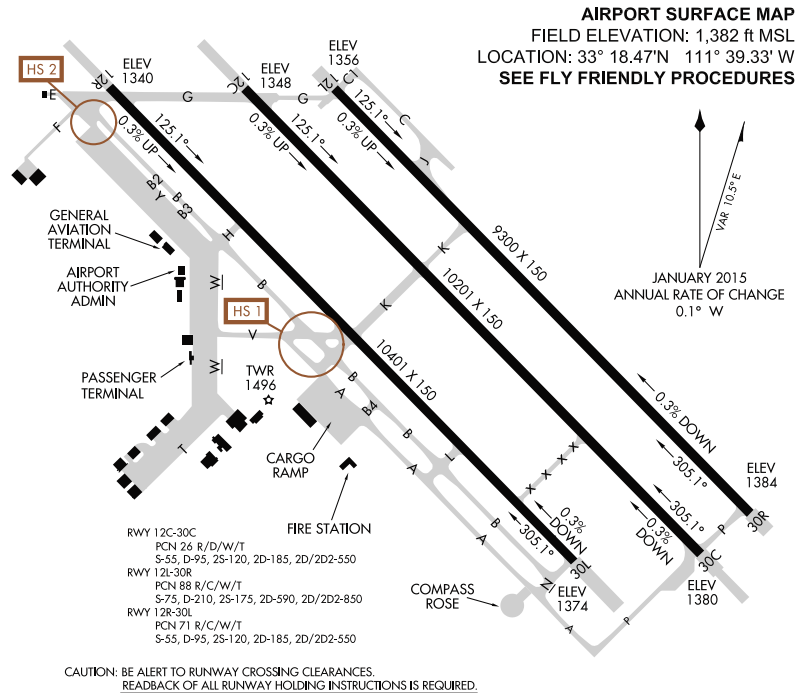 AIRPORT SURFACE MAP
FIELD ELEVATION: 1,382 ft MSL
LOCATION: 33° 18.47'N 111° 39.33' W
SEE FLY FRIENDLY PROCEDURES
HS 2
12R
ELEV
1340
12C
ELEV
1348
ELEV
1356
12L
C
E
G
G
F
0.3% UP
125.1°
0.3% UP
125.1°
0.3% UP
125.1°
C
J
VAR 10.5° E
JANUARY 2015
ANNUAL RATE OF CHANGE
0.1° W
B2
B
Y
B3
H
B
K
K
GENERAL
AVIATION
TERMINAL
AIRPORT
AUTHORITY
ADMIN
W
HS 1
V
W
PASSENGER
TERMINAL
TWR
1496
T
9300 X 150
10201 X 150
10401 X 150
B
A
B4
B
A
L
B
A
X X X X
CARGO
RAMP
FIRE STATION
0.3% DOWN
305.1°
ELEV
1384
30R
P
305.1°
0.3%
DOWN
30C
ELEV
1380
0.3%
DOWN
305.1°
30L
ELEV
1374
N
A
P
COMPASS
ROSE
RWY 12C-30C
PCN 26 R/D/W/T
S-55, D-95, 2S-120, 2D-185, 2D/2D2-550
RWY 12L-30R
PCN 88 R/C/W/T
S-75, D-210, 2S-175, 2D-590, 2D/2D2-850
RWY 12R-30L
PCN 71 R/C/W/T
S-55, D-95, 2S-120, 2D-185, 2D/2D2-550
CAUTION: BE ALERT TO RUNWAY CROSSING CLEARANCES.
READBACK OF ALL RUNWAY HOLDING INSTRUCTIONS IS REQUIRED.